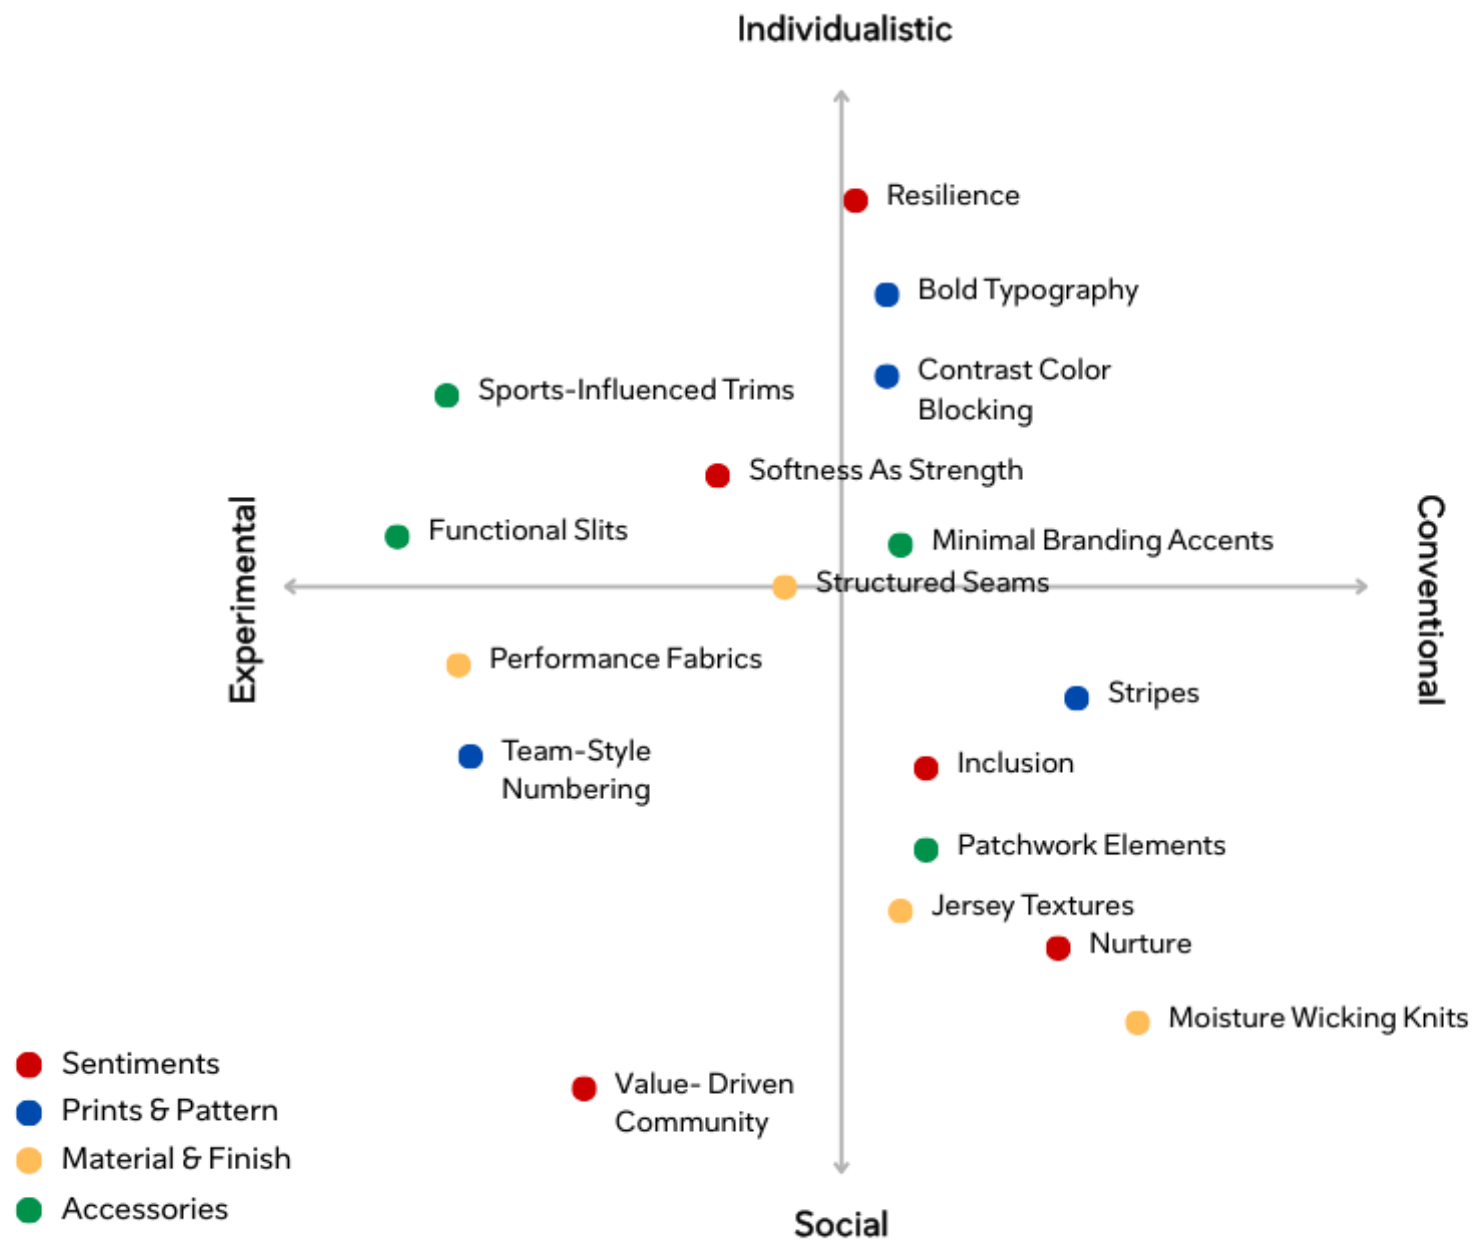 Individualistic
Resilience
Bold Typography
Contrast Color
Blocking
Sports-Influenced Trims
Softness As Strength
Functional Slits
Minimal Branding Accents
Structured Seams
Experimental
Conventional
Performance Fabrics
Stripes
Team-Style
Numbering
Inclusion
Patchwork Elements
Jersey Textures
Nurture
Moisture Wicking Knits
Value- Driven
Community
Sentiments
Prints & Pattern
Material & Finish
Accessories
Social